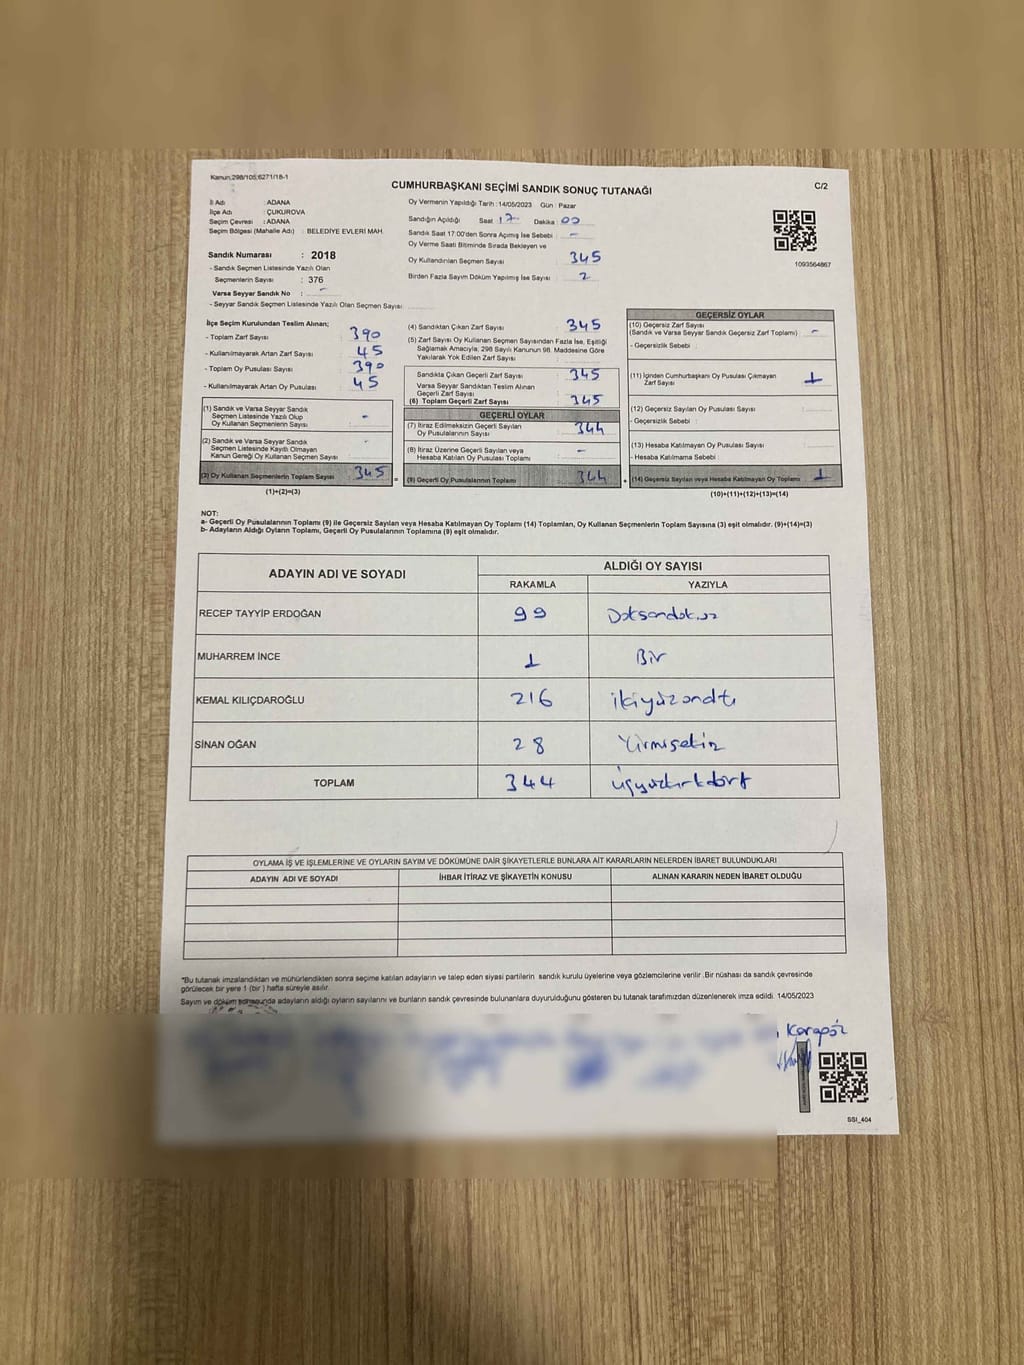 Kanun:298/105;6271/18-1
CUMHURBAŞKANI SEÇİMİ SANDIK SONUÇ TUTANAĞI
C/2
İl Adı : ADANA
İlçe Adı : ÇUKUROVA
Seçim Çevresi : ADANA
Seçim Bölgesi (Mahalle Adı) : BELEDİYE EVLERİ MAH.
Sandık Numarası : 2018
- Sandık Seçmen Listesinde Yazılı Olan
Seçmenlerin Sayısı : 376
Varsa Seyyar Sandık No : -
- Seyyar Sandık Seçmen Listesinde Yazılı Olan Seçmen Sayısı
Oy Vermenin Yapıldığı Tarih : 14/05/2023 Gün : Pazar
Sandığın Açıldığı Saat : 17 Dakika : 00
Sandık Saat 17:00'den Sonra Açılmış İse Sebebi : -
Oy Verme Saati Bitiminde Sırada Bekleyen ve
Oy Kullandırılan Seçmen Sayısı 345
Birden Fazla Sayım Döküm Yapılmış İse Sayısı 2
1093564867
İlçe Seçim Kurulundan Teslim Alınan;
- Toplam Zarf Sayısı 390
- Kullanılmayarak Artan Zarf Sayısı 45
- Toplam Oy Pusulası Sayısı 390
- Kullanılmayarak Artan Oy Pusulası 45
(1) Sandık ve Varsa Seyyar Sandık
Seçmen Listesinde Yazılı Olup
Oy Kullanan Seçmenlerin Sayısı -
(2) Sandık ve Varsa Seyyar Sandık
Seçmen Listesinde Kayıtlı Olmayan
Kanun Gereği Oy Kullanan Seçmen Sayısı -
(3) Oy Kullanan Seçmenlerin Toplam Sayısı 345 =
(1)+(2)=(3)
(4) Sandıktan Çıkan Zarf Sayısı 345
(5) Zarf Sayısı Oy Kullanan Seçmen Sayısından Fazla İse, Eşitliği
Sağlamak Amacıyla, 298 Sayılı Kanunun 98. Maddesine Göre
Yakılarak Yok Edilen Zarf Sayısı
Sandıkta Çıkan Geçerli Zarf Sayısı 345
Varsa Seyyar Sandıktan Teslim Alınan
Geçerli Zarf Sayısı
(6) Toplam Geçerli Zarf Sayısı 345
GEÇERLİ OYLAR
(7) İtiraz Edilmeksizin Geçerli Sayılan
Oy Pusulalarının Sayısı 344
(8) İtiraz Üzerine Geçerli Sayılan veya
Hesaba Katılan Oy Pusulası Toplamı -
(9) Geçerli Oy Pusulalarının Toplamı 344 +
GEÇERSİZ OYLAR
(10) Geçersiz Zarf Sayısı
(Sandık ve Varsa Seyyar Sandık Geçersiz Zarf Toplamı) -
- Geçersizlik Sebebi :
(11) İçinden Cumhurbaşkanı Oy Pusulası Çıkmayan
Zarf Sayısı 1
(12) Geçersiz Sayılan Oy Pusulası Sayısı
- Geçersizlik Sebebi :
(13) Hesaba Katılmayan Oy Pusulası Sayısı
- Hesaba Katılmama Sebebi :
(14) Geçersiz Sayılan veya Hesaba Katılmayan Oy Toplamı 1
(10)+(11)+(12)+(13)=(14)
NOT:
a- Geçerli Oy Pusulalarının Toplamı (9) ile Geçersiz Sayılan veya Hesaba Katılmayan Oy Toplamı (14) Toplamları, Oy Kullanan Seçmenlerin Toplam Sayısına (3) eşit olmalıdır. (9)+(14)=(3)
b- Adayların Aldığı Oyların Toplamı, Geçerli Oy Pusulalarının Toplamına (9) eşit olmalıdır.
ADAYIN ADI VE SOYADI ALDIĞI OY SAYISI
RAKAMLA YAZIYLA
RECEP TAYYİP ERDOĞAN 99 Doksandokuz
MUHARREM İNCE 1 Bir
KEMAL KILIÇDAROĞLU 216 ikiyüzonaltı
SİNAN OĞAN 28 Yirmisekiz
TOPLAM 344 üçyüzkırkdört
OYLAMA İŞ VE İŞLEMLERİNE VE OYLARIN SAYIM VE DÖKÜMÜNE DAİR ŞİKAYETLERLE BUNLARA AİT KARARLARIN NELERDEN İBARET BULUNDUKLARI
ADAYIN ADI VE SOYADI İHBAR İTİRAZ VE ŞİKAYETİN KONUSU ALINAN KARARIN NEDEN İBARET OLDUĞU
*Bu tutanak imzalandıktan ve mühürlendikten sonra seçime katılan adayların ve talep eden siyasi partilerin sandık kurulu üyelerine veya gözlemcilerine verilir. Bir nüshası da sandık çevresinde
görülecek bir yere 1 (bir) hafta süreyle asılır.
Sayım ve döküm sonucunda adayların aldığı oyların sayılarını ve bunların sandık çevresinde bulunanlara duyurulduğunu gösteren bu tutanak tarafımızdan düzenlenerek imza edildi. 14/05/2023
Karagöz
SSI_404